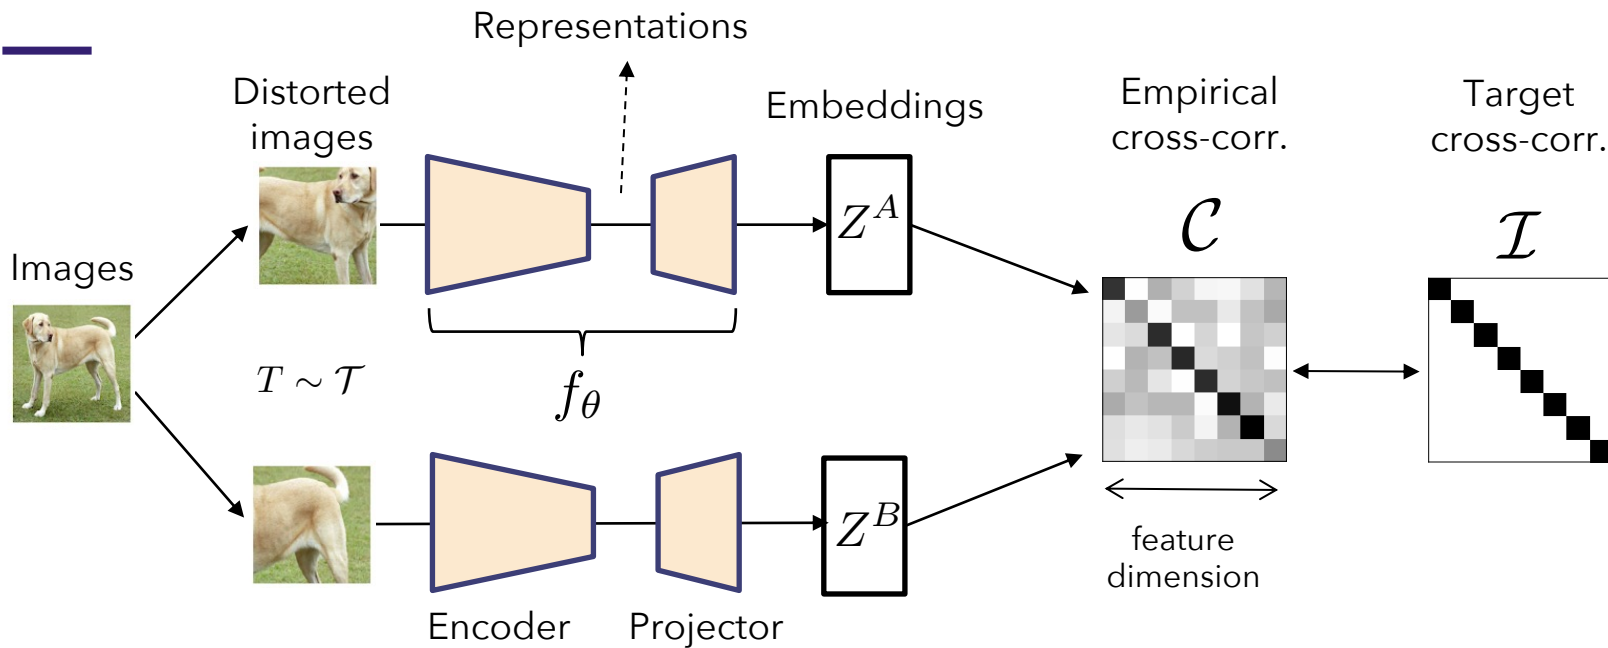 Representations
Distorted
images
Embeddings
Empirical
cross-corr.
Target
cross-corr.
Images
Z^A
C
I
T ∼ T
f_θ
Z^B
feature
dimension
Encoder
Projector